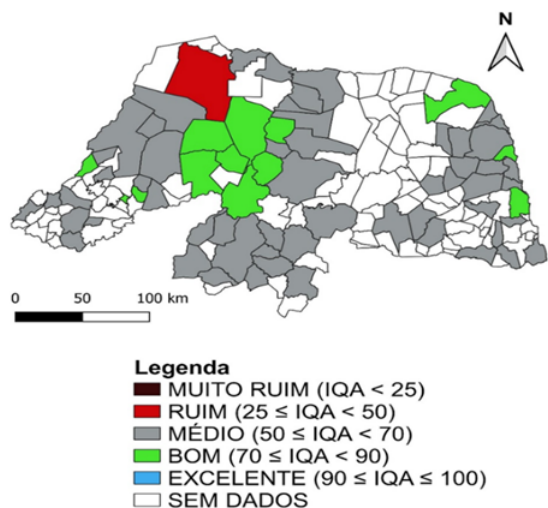 N
0 50 100 km
Legenda
MUITO RUIM (IQA < 25)
RUIM (25 ≤ IQA < 50)
MÉDIO (50 ≤ IQA < 70)
BOM (70 ≤ IQA < 90)
EXCELENTE (90 ≤ IQA ≤ 100)
SEM DADOS